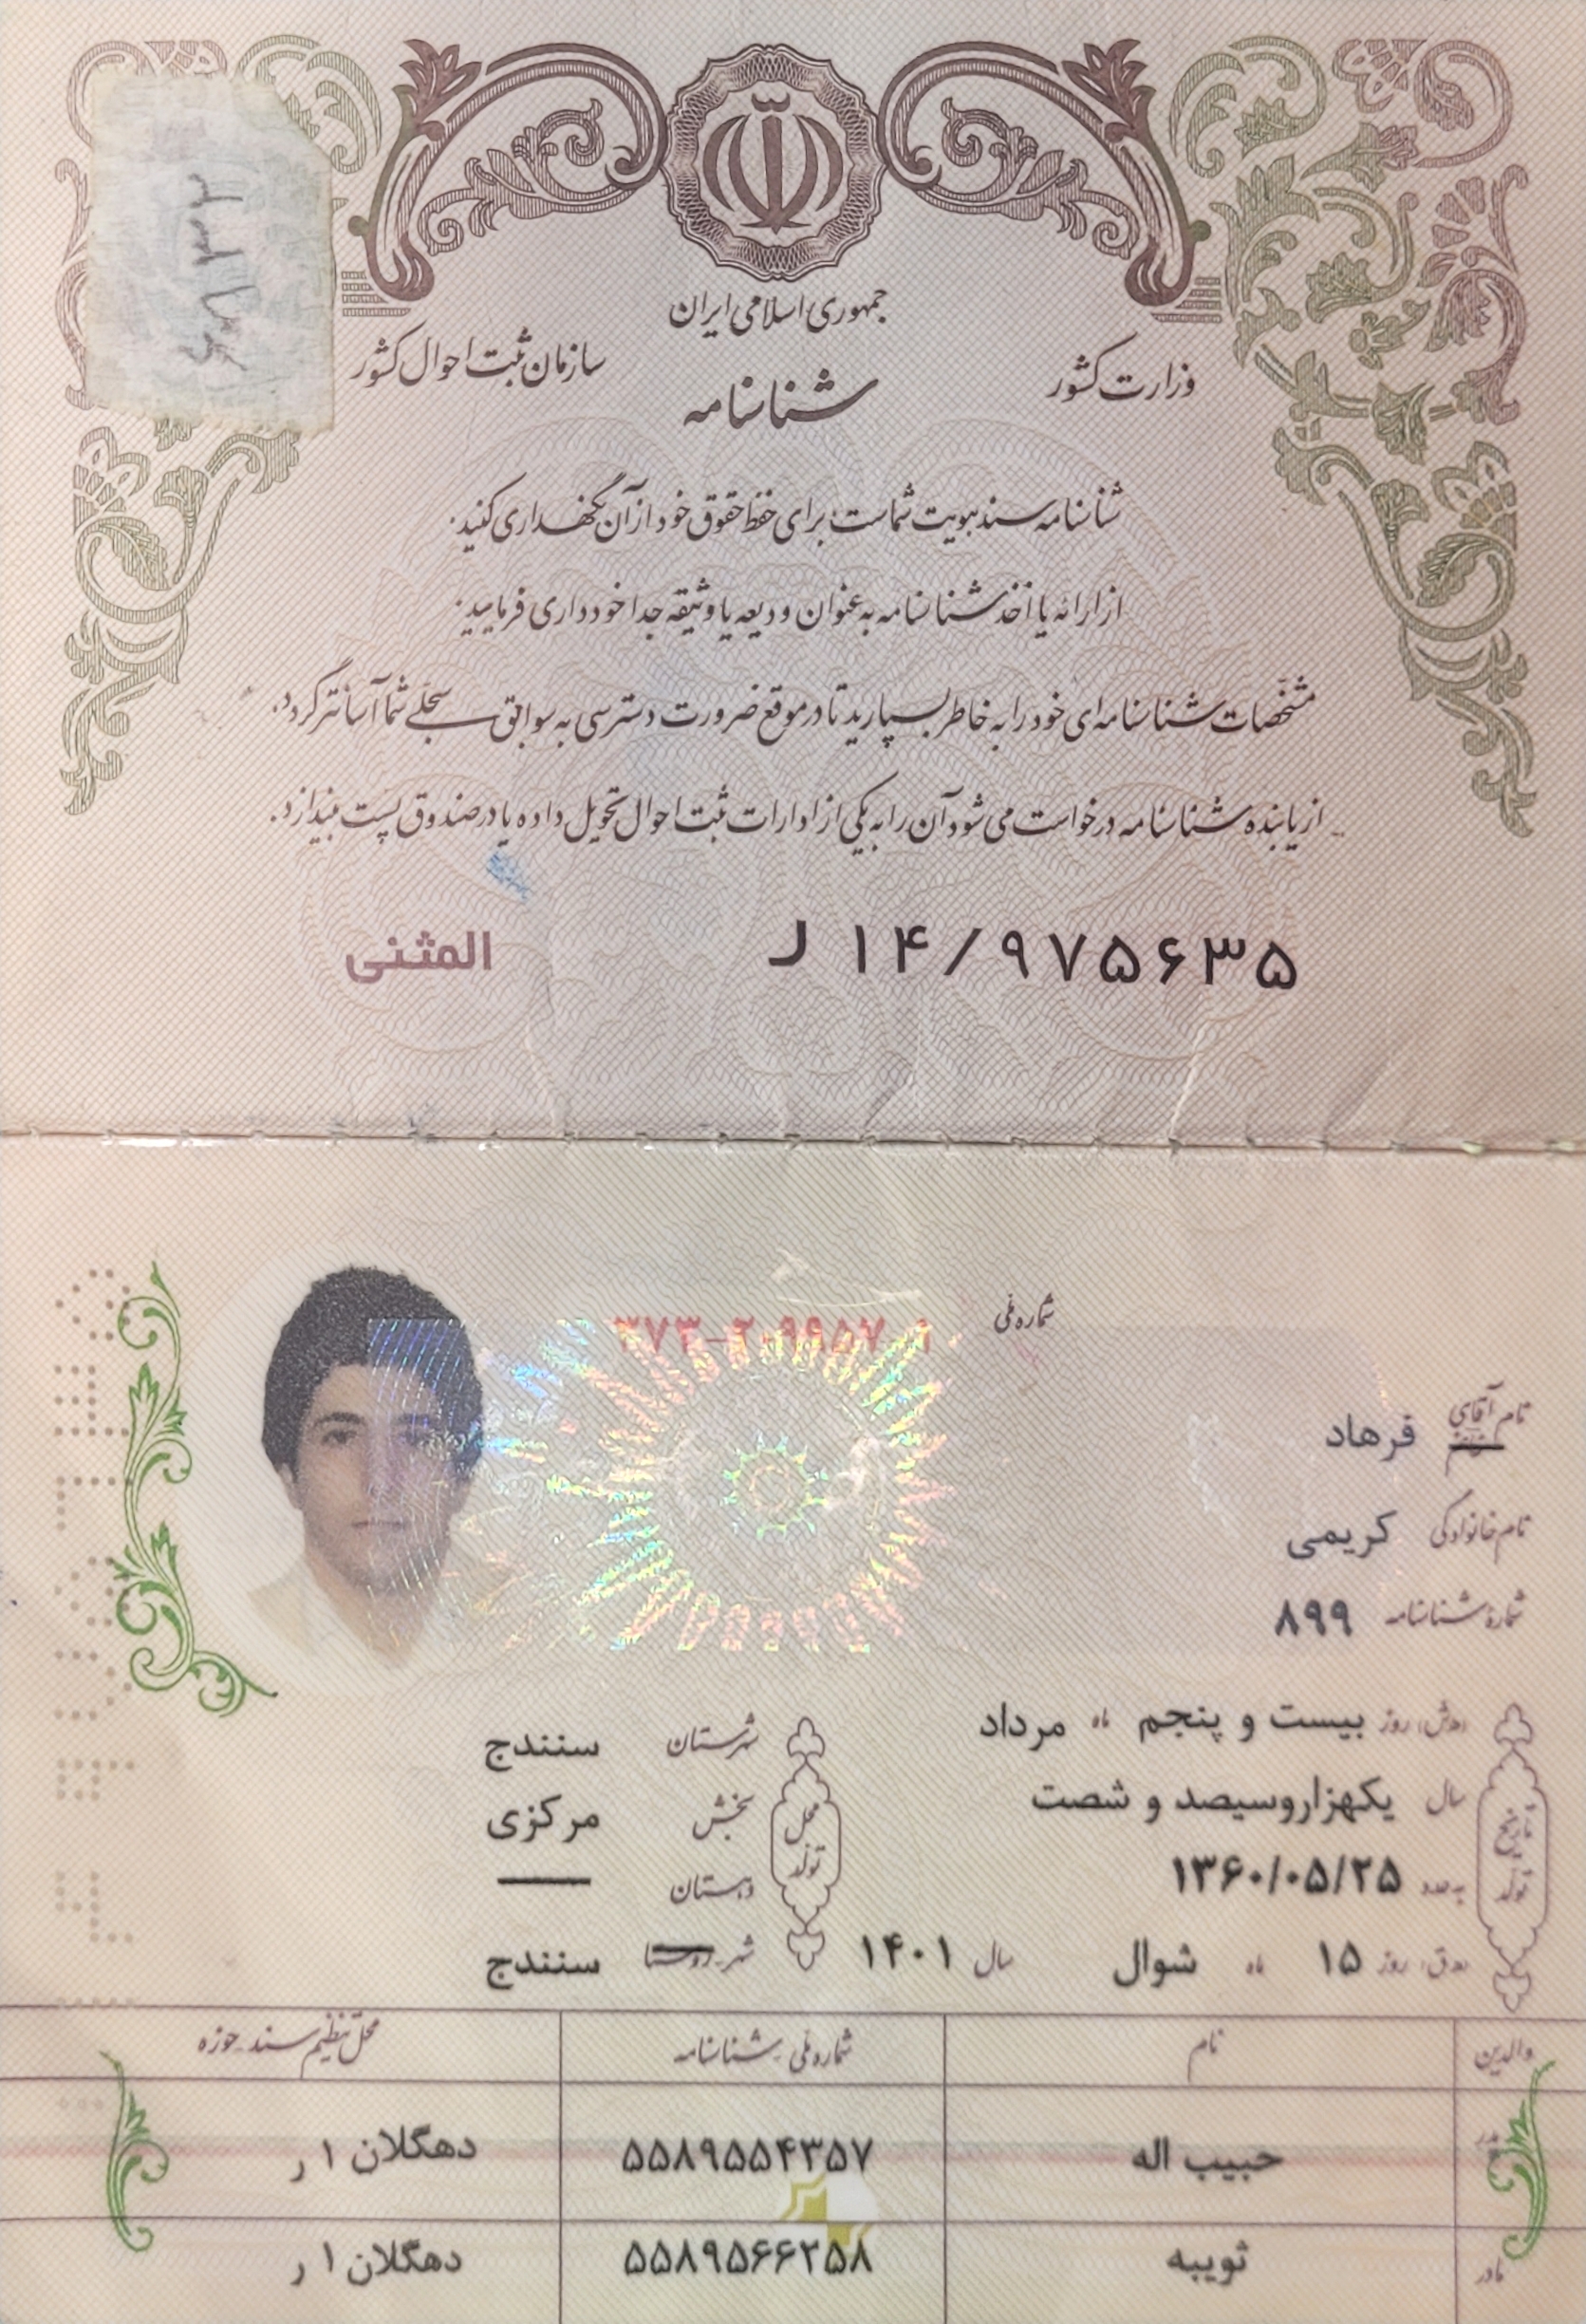 جمهوری اسلامی ایران
وزارت کشور
سازمان ثبت احوال کشور
شناسنامه
شناسنامه سند هویت شماست؛ برای حفظ حقوق خود از آن نگهداری کنید.
از ارائه یا اخذ شناسنامه به عنوان ودیعه یا وثیقه جدا خودداری فرمایید.
مشخصات شناسنامه‌ای خود را به خاطر بسپارید تا در موقع ضرورت دسترسی به سوابق سجلی شما آسانتر گردد.
از یابنده شناسنامه درخواست می‌شود آن را به یکی از ادارات ثبت احوال تحویل داده یا در صندوق پست بیندازد.
ر ۱۴/۹۷۵۶۳۵
المثنی
شماره ملی
نام آقای فرهاد
نام خانوادگی کریمی
شماره شناسنامه ۸۹۹
تاریخ تولد
(ه‍.ش) روز بیست و پنجم ماه مرداد
سال یکهزاروسیصد و شصت
به عدد ۱۳۶۰/۰۵/۲۵
(ه‍.ق) روز ۱۵ ماه شوال سال ۱۴۰۱
محل تولد
شهرستان سنندج
بخش مرکزی
دهستان
شهر-روستا سنندج
والدین نام شماره ملی - شناسنامه محل تنظیم سند - حوزه
پدر حبیب اله ۵۵۸۹۵۵۴۳۵۷ دهگلان ۱ ر
مادر ثویبه ۵۵۸۹۵۶۶۲۵۸ دهگلان ۱ ر